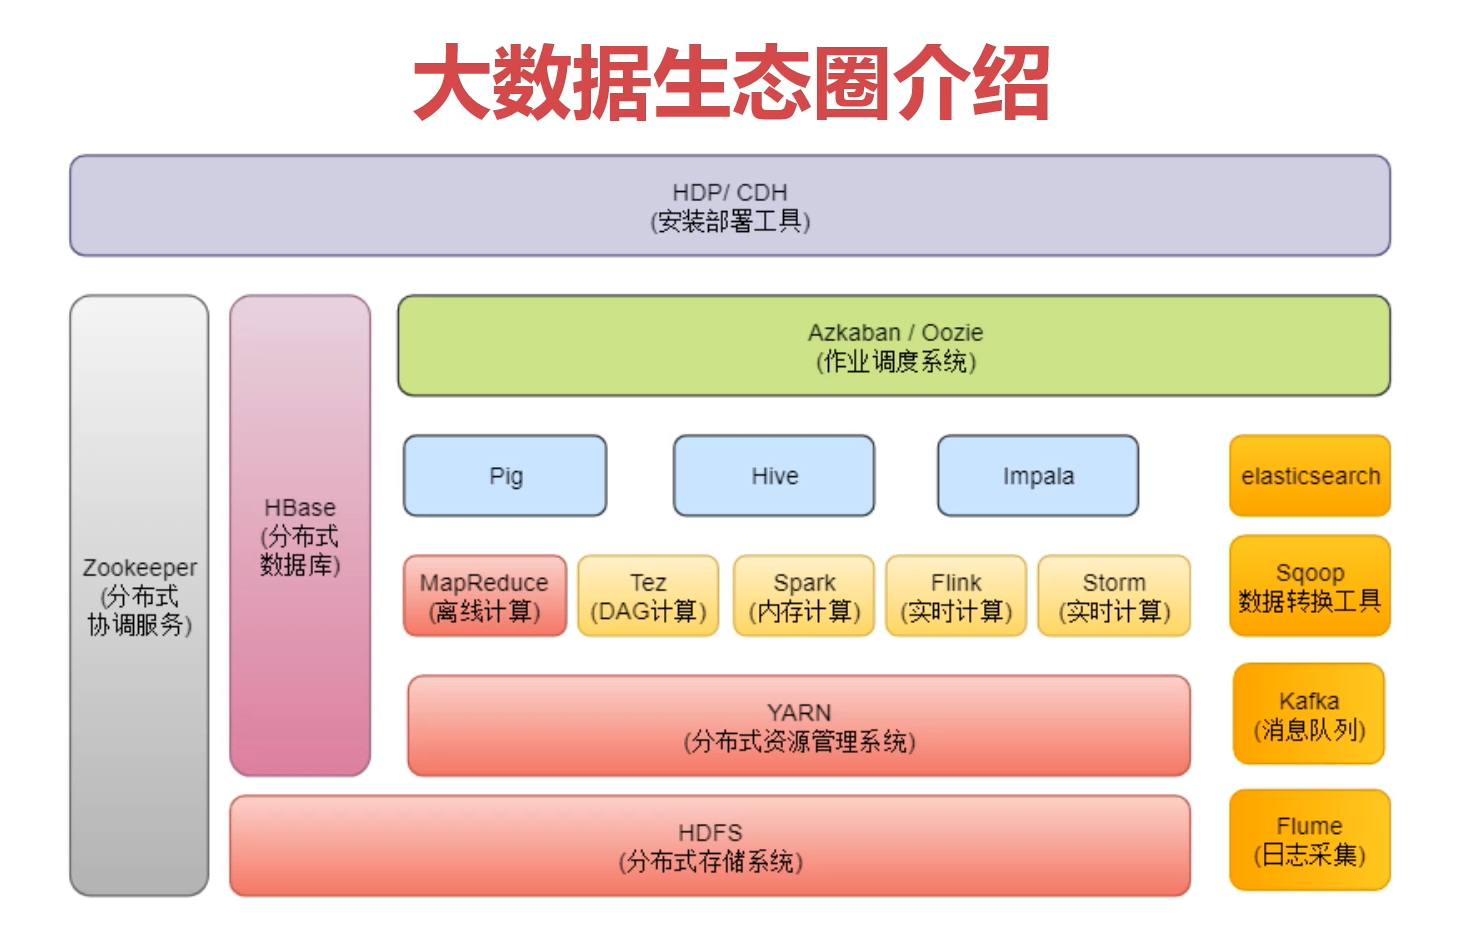 大数据生态圈介绍
HDP/ CDH
(安装部署工具)
Zookeeper
(分布式
协调服务)
HBase
(分布式
数据库)
Azkaban / Oozie
(作业调度系统)
Pig
Hive
Impala
elasticsearch
MapReduce
(离线计算)
Tez
(DAG计算)
Spark
(内存计算)
Flink
(实时计算)
Storm
(实时计算)
Sqoop
数据转换工具
YARN
(分布式资源管理系统)
Kafka
(消息队列)
HDFS
(分布式存储系统)
Flume
(日志采集)